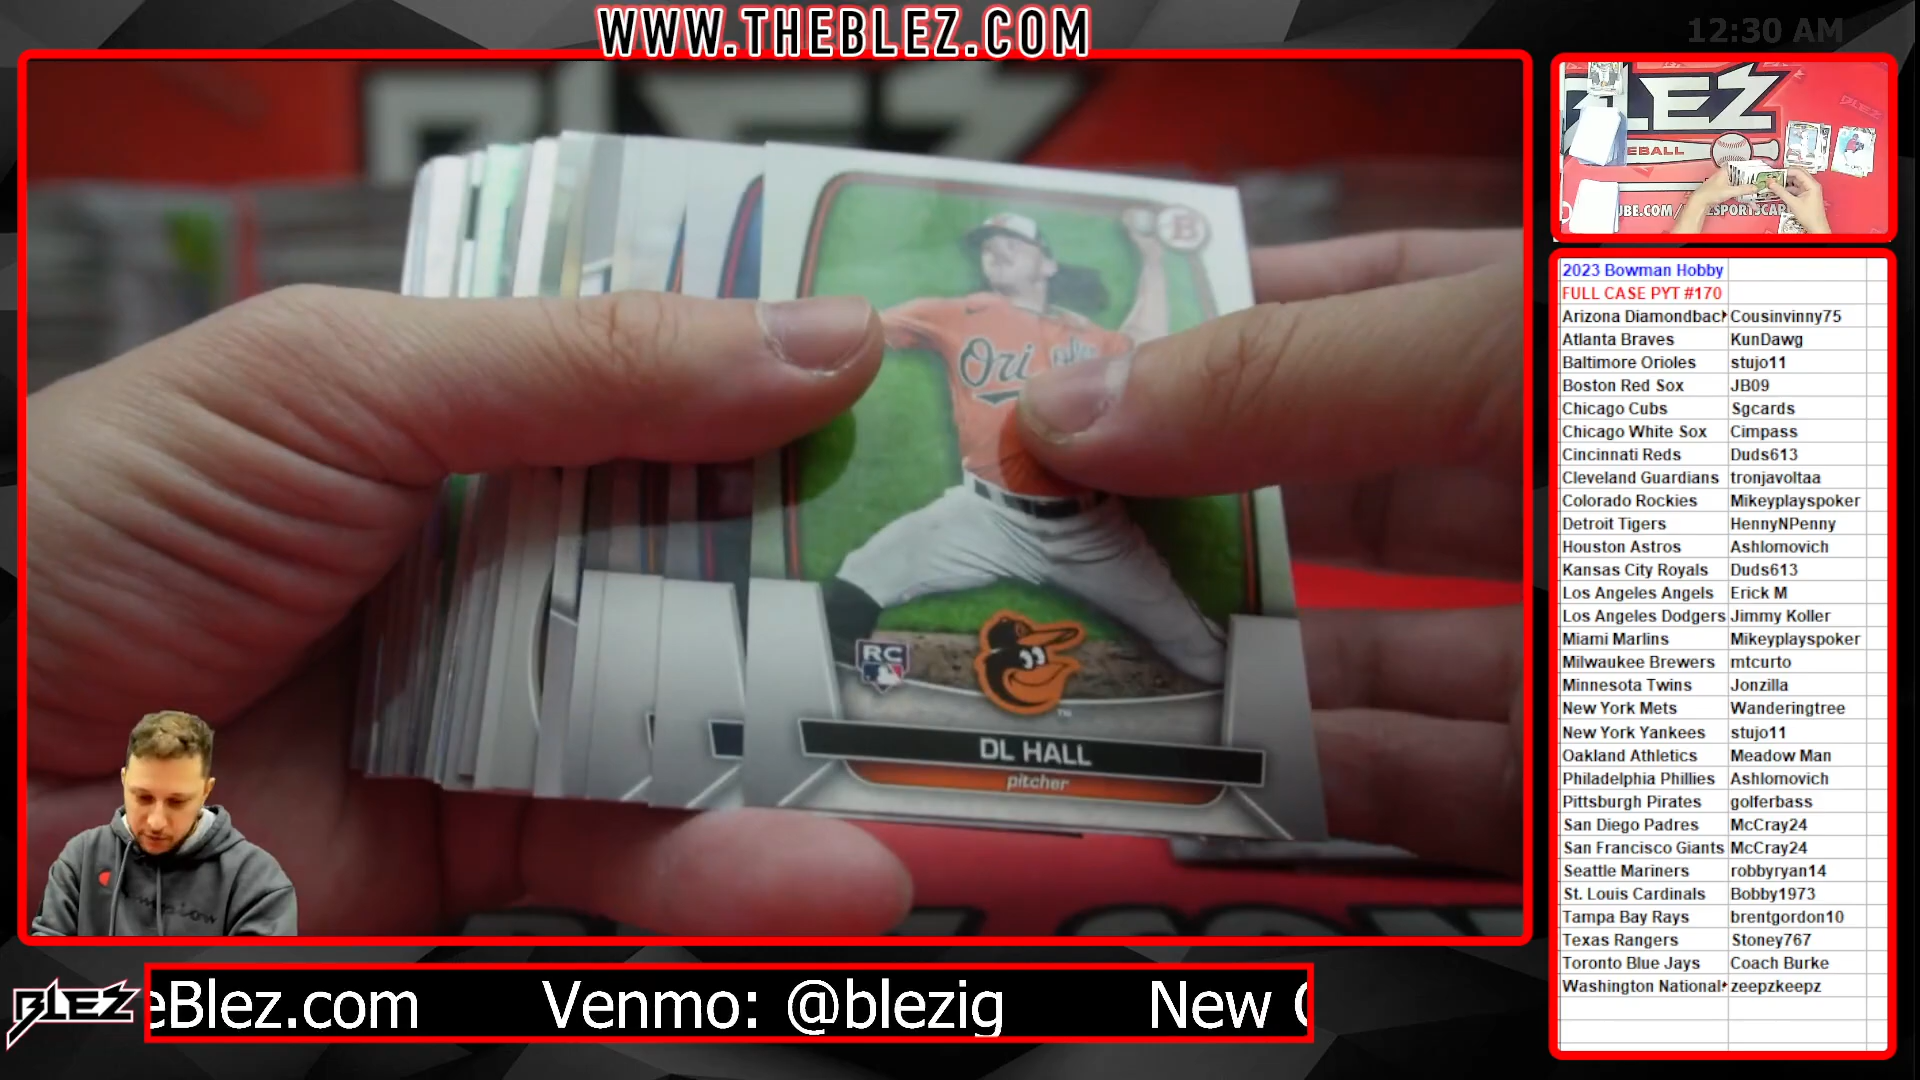 WWW.THEBLEZ.COM
12:30 AM
BLEZ
Orioles
B
RC
DL HALL
pitcher
Champion
BLEZ
BLEZ
EBALL
2023 Bowman Hobby
FULL CASE PYT #170
Arizona Diamondbac Cousinvinny75
Atlanta Braves KunDawg
Baltimore Orioles stujo11
Boston Red Sox JB09
Chicago Cubs Sgcards
Chicago White Sox Cimpass
Cincinnati Reds Duds613
Cleveland Guardians tronjavoltaa
Colorado Rockies Mikeyplayspoker
Detroit Tigers HennyNPenny
Houston Astros Ashlomovich
Kansas City Royals Duds613
Los Angeles Angels Erick M
Los Angeles Dodgers Jimmy Koller
Miami Marlins Mikeyplayspoker
Milwaukee Brewers mtcurto
Minnesota Twins Jonzilla
New York Mets Wanderingtree
New York Yankees stujo11
Oakland Athletics Meadow Man
Philadelphia Phillies Ashlomovich
Pittsburgh Pirates golferbass
San Diego Padres McCray24
San Francisco Giants McCray24
Seattle Mariners robbyryan14
St. Louis Cardinals Bobby1973
Tampa Bay Rays brentgordon10
Texas Rangers Stoney767
Toronto Blue Jays Coach Burke
Washington National zeepzkeepz
BLEZ
eBlez.com Venmo: @blezig New